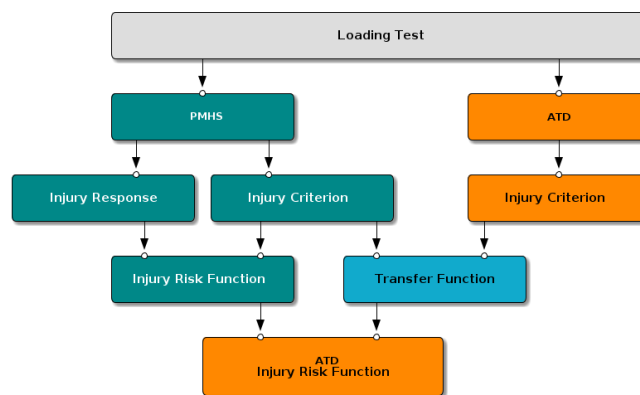 Loading Test
PMHS
ATD
Injury Response
Injury Criterion
Injury Criterion
Injury Risk Function
Transfer Function
ATD
Injury Risk Function